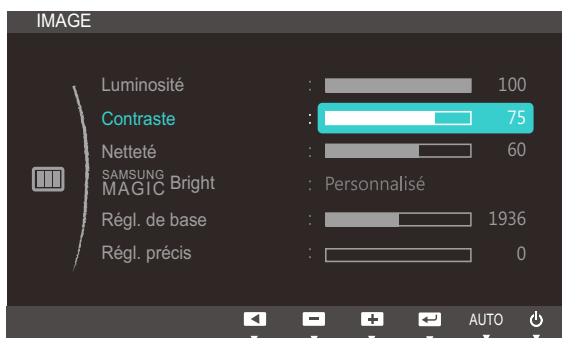 IMAGE
Luminosité : 100
Contraste : 75
Netteté : 60
SAMSUNG MAGIC Bright : Personnalisé
Régl. de base : 1936
Régl. précis : 0
AUTO